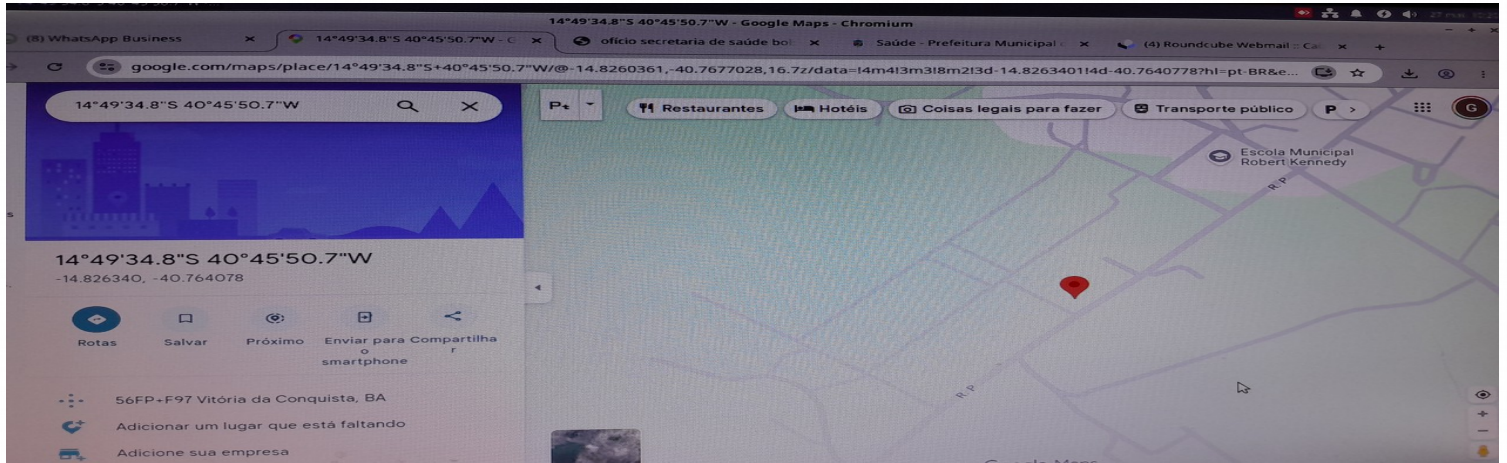 14°49'34.8"S 40°45'50.7"W - Google Maps - Chromium
27 mai
(8) WhatsApp Business
14°49'34.8"S 40°45'50.7"W - G
ofício secretaria de saúde bo
Saúde - Prefeitura Municipal
(4) Roundcube Webmail :: Ca
google.com/maps/place/14°49'34.8"S+40°45'50.7"W/@-14.8260361,-40.7677028,16.7z/data=!4m4!3m3!8m2!3d-14.8263401!4d-40.7640778?hl=pt-BR&e...
14°49'34.8"S 40°45'50.7"W
Restaurantes
Hotéis
Coisas legais para fazer
Transporte público
P
G
Escola Municipal
Robert Kennedy
R. P
14°49'34.8"S 40°45'50.7"W
-14.826340, -40.764078
Rotas
Salvar
Próximo
Enviar para
o
smartphone
Compartilha
r
R. P
56FP+F97 Vitória da Conquista, BA
Adicionar um lugar que está faltando
Adicione sua empresa
Google Maps